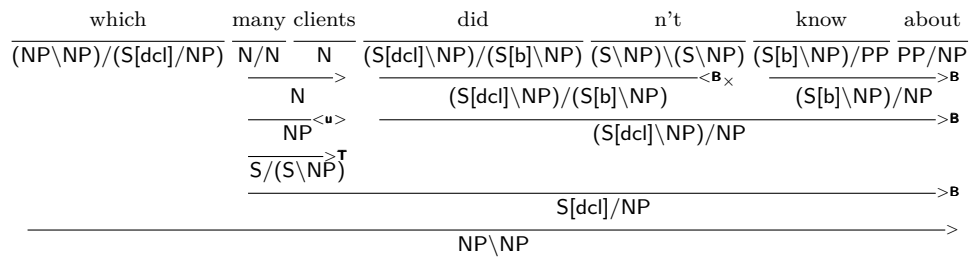 which many clients did n't know about
(NP\NP)/(S[dcl]/NP) N/N N (S[dcl]\NP)/(S[b]\NP) (S\NP)\(S\NP) (S[b]\NP)/PP PP/NP
> <B× >B
N (S[dcl]\NP)/(S[b]\NP) (S[b]\NP)/NP
<u> >B
NP (S[dcl]\NP)/NP
>T
S/(S\NP)
>B
S[dcl]/NP
>
NP\NP